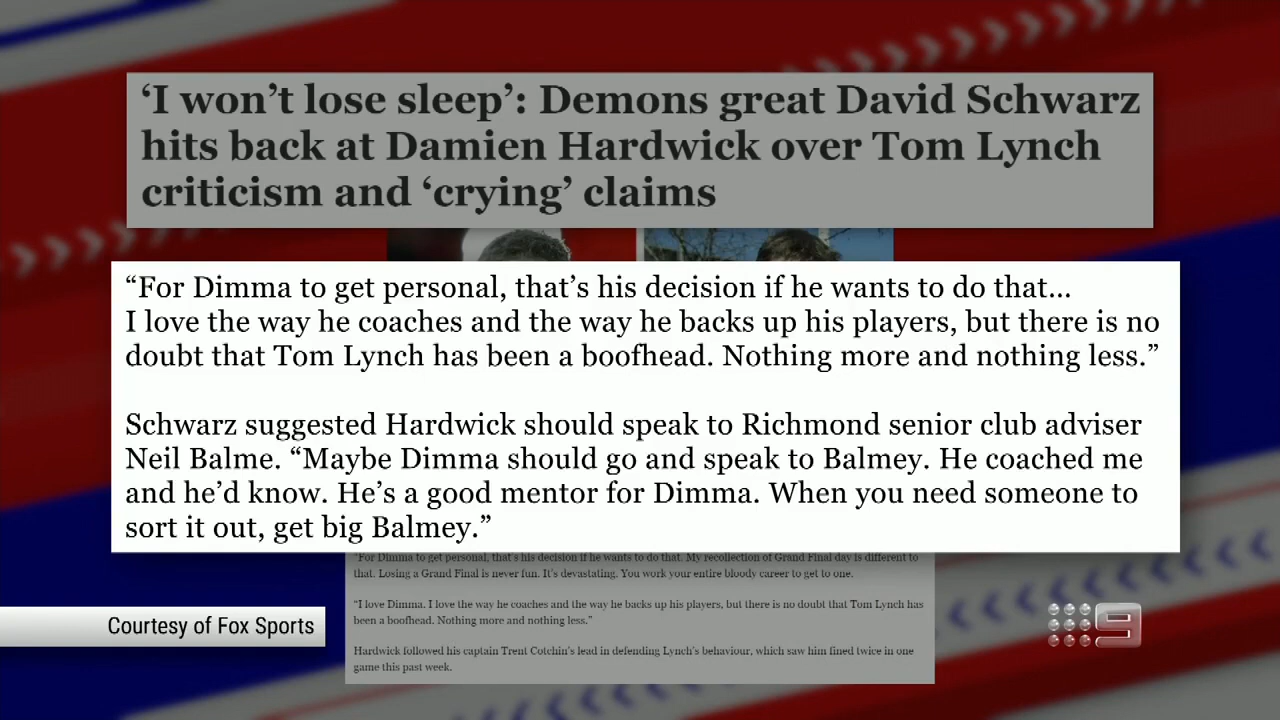 ‘I won’t lose sleep’: Demons great David Schwarz
hits back at Damien Hardwick over Tom Lynch
criticism and ‘crying’ claims
“For Dimma to get personal, that’s his decision if he wants to do that...
I love the way he coaches and the way he backs up his players, but there is no
doubt that Tom Lynch has been a boofhead. Nothing more and nothing less.”
Schwarz suggested Hardwick should speak to Richmond senior club adviser
Neil Balme. “Maybe Dimma should go and speak to Balmey. He coached me
and he’d know. He’s a good mentor for Dimma. When you need someone to
sort it out, get big Balmey.”
“For Dimma to get personal, that’s his decision if he wants to do that. My recollection of Grand Final day is different to
that. Losing a Grand Final is never fun. It’s devastating. You work your entire bloody career to get to one.
“I love Dimma. I love the way he coaches and the way he backs up his players, but there is no doubt that Tom Lynch has
been a boofhead. Nothing more and nothing less.”
Hardwick followed his captain Trent Cotchin’s lead in defending Lynch’s behaviour, which saw him fined twice in one
game this past week.
Courtesy of Fox Sports
9